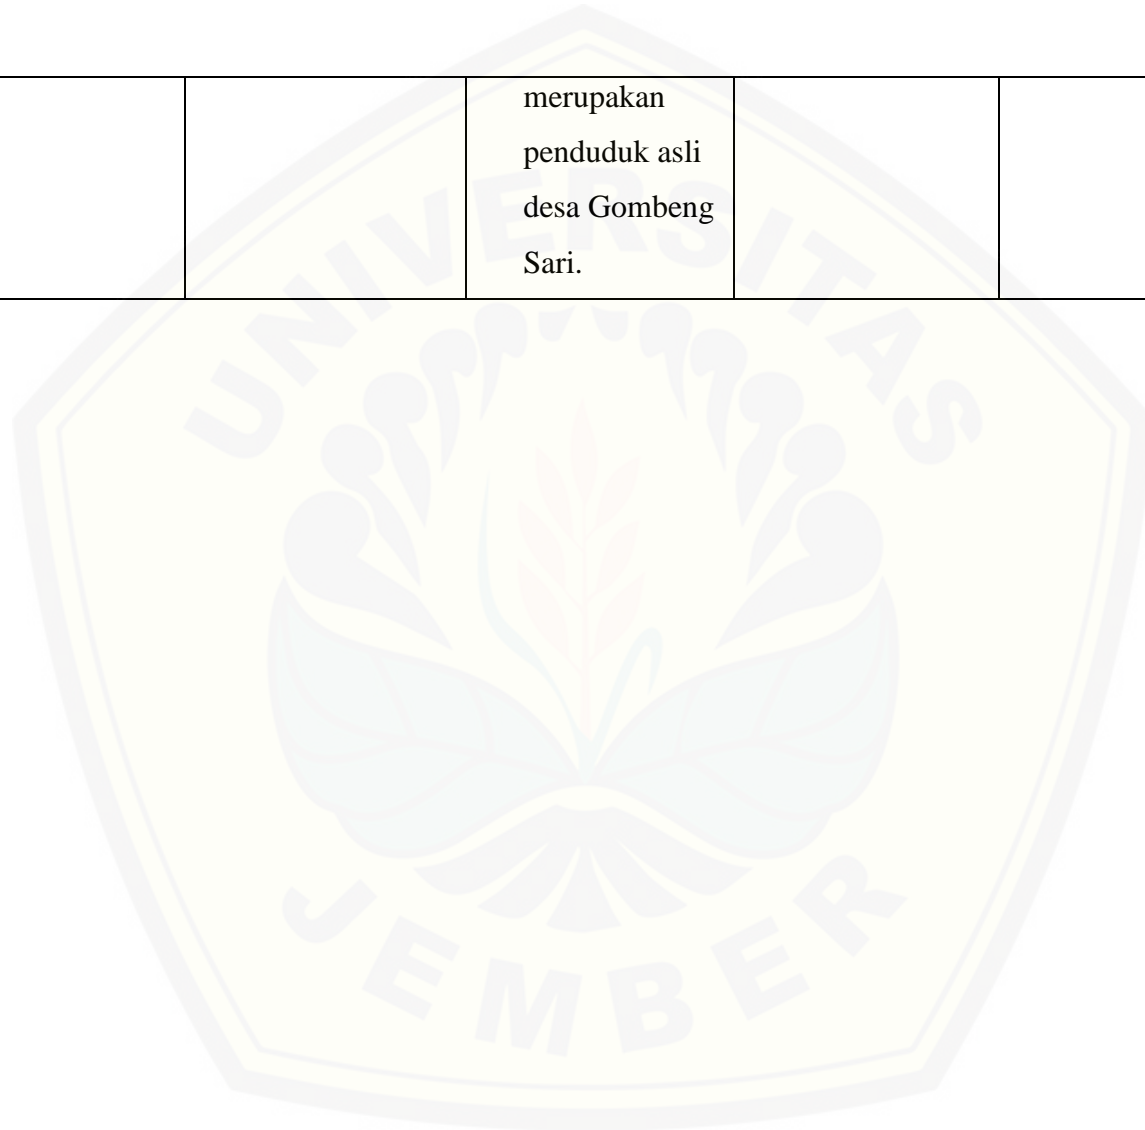 merupakan
penduduk asli
desa Gombeng
Sari.
UNIVERSITAS
JEMBER